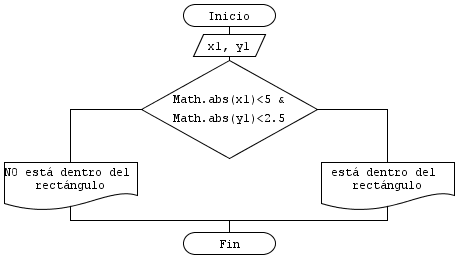 Inicio
x1, y1
Math.abs(x1)<5 &
Math.abs(y1)<2.5
NO está dentro del
rectángulo
está dentro del
rectángulo
Fin